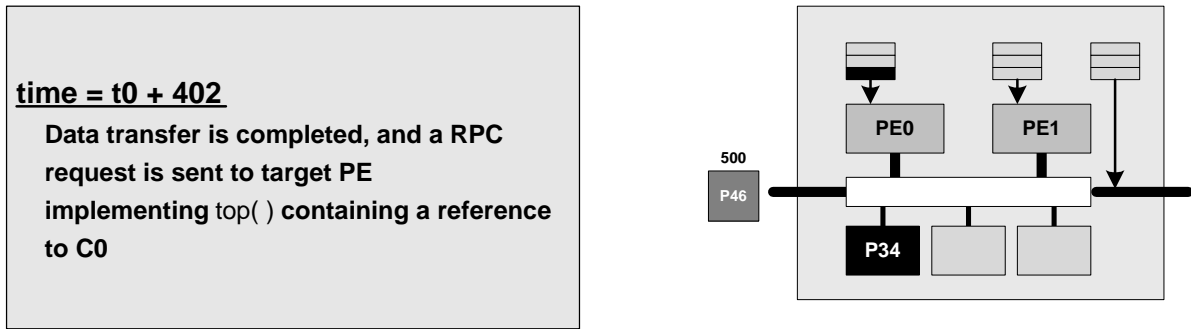 time = t0 + 402
Data transfer is completed, and a RPC
request is sent to target PE
implementing top( ) containing a reference
to C0
PE0
PE1
500
P46
P34